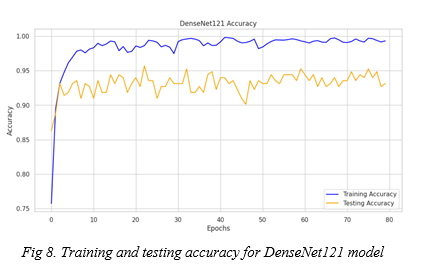 DenseNet121 Accuracy
1.00
0.95
0.90
0.85
0.80
0.75
Accuracy
0 10 20 30 40 50 60 70 80
Epochs
Training Accuracy
Testing Accuracy
Fig 8. Training and testing accuracy for DenseNet121 model